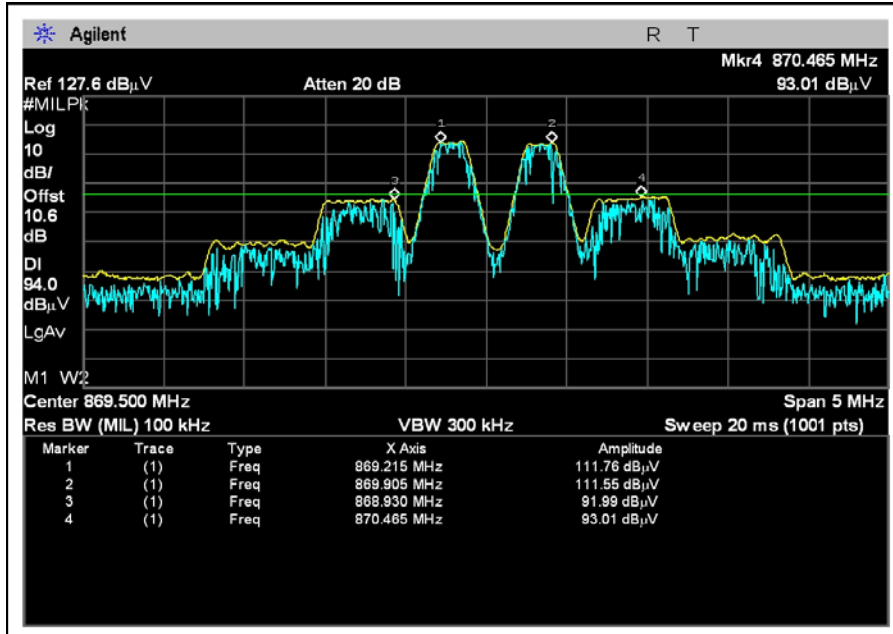 Agilent R T
Mkr4 870.465 MHz
Ref 127.6 dBμV Atten 20 dB 93.01 dBμV
#MILPk
Log
10
dB/
Offst
10.6
dB
DI
94.0
dBμV
LgAv
M1 W2
1
2
3
4
Center 869.500 MHz Span 5 MHz
Res BW (MIL) 100 kHz VBW 300 kHz Sweep 20 ms (1001 pts)
Marker Trace Type X Axis Amplitude
1 (1) Freq 869.215 MHz 111.76 dBμV
2 (1) Freq 869.905 MHz 111.55 dBμV
3 (1) Freq 868.930 MHz 91.99 dBμV
4 (1) Freq 870.465 MHz 93.01 dBμV